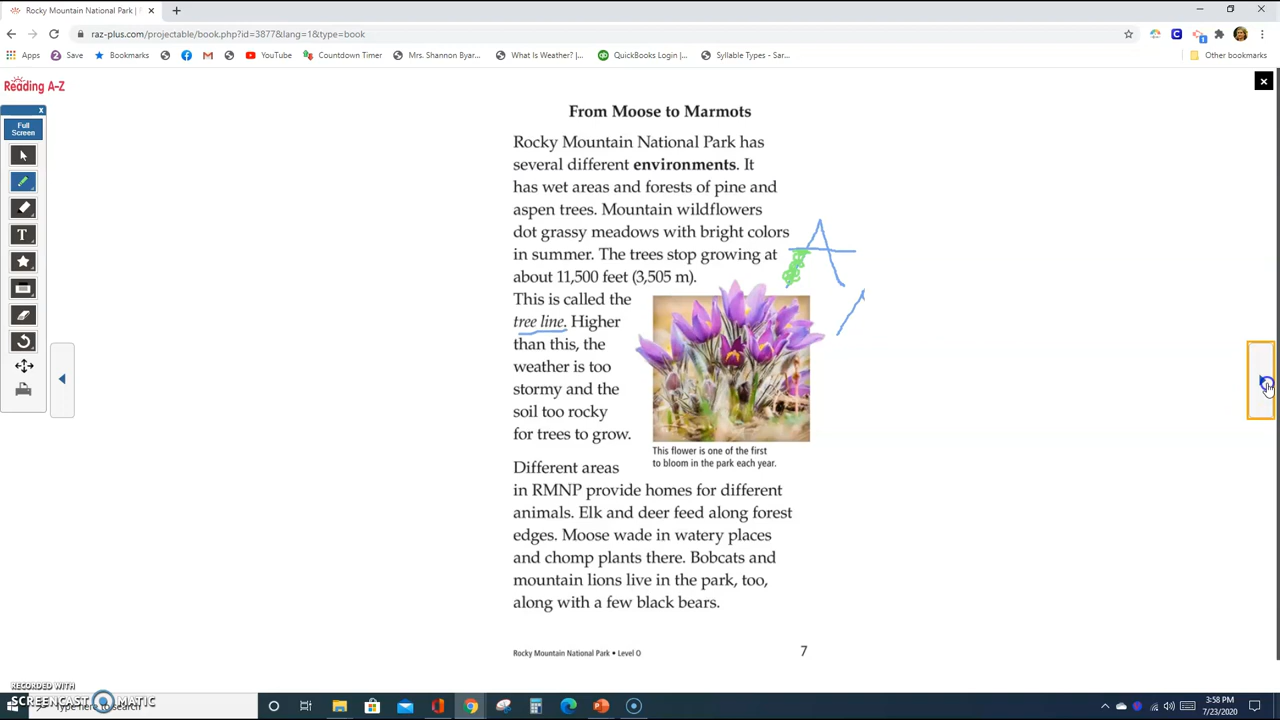 Rocky Mountain National Park |
raz-plus.com/projectable/book.php?id=3877&lang=1&type=book
Apps Save Bookmarks YouTube Countdown Timer Mrs. Shannon Byar... What Is Weather? |... QuickBooks Login |... Syllable Types - Sar... Other bookmarks
Reading A-Z
x
Full
Screen
T
From Moose to Marmots
Rocky Mountain National Park has
several different environments. It
has wet areas and forests of pine and
aspen trees. Mountain wildflowers
dot grassy meadows with bright colors
in summer. The trees stop growing at
about 11,500 feet (3,505 m).
This is called the
tree line. Higher
than this, the
weather is too
stormy and the
soil too rocky
for trees to grow.
This flower is one of the first
to bloom in the park each year.
Different areas
in RMNP provide homes for different
animals. Elk and deer feed along forest
edges. Moose wade in watery places
and chomp plants there. Bobcats and
mountain lions live in the park, too,
along with a few black bears.
Rocky Mountain National Park • Level O
7
RECORDED WITH
SCREENCAST MATIC
Type here to search
3:58 PM
7/23/2020